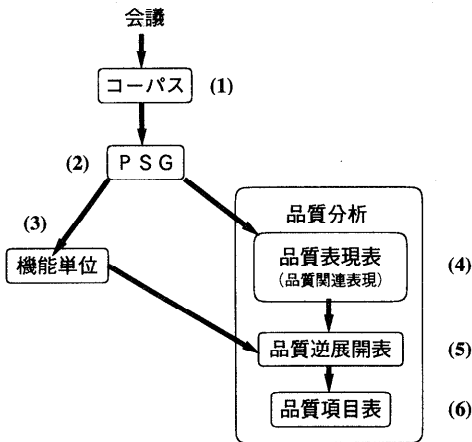 会議
コーパス (1)
(2) PSG
(3)
機能単位
品質分析
品質表現表 (4)
(品質関連表現)
品質逆展開表 (5)
品質項目表 (6)